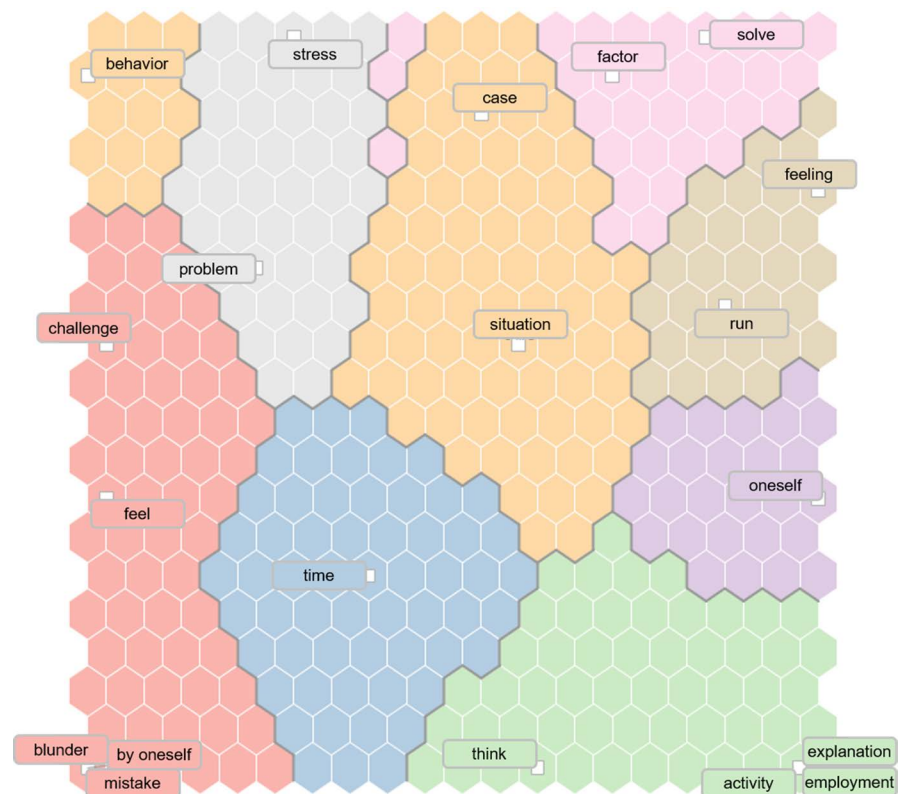 solve
behavior
stress
factor
case
feeling
problem
challenge
situation
run
oneself
feel
time
blunder
by oneself
think
explanation
mistake
activity
employment